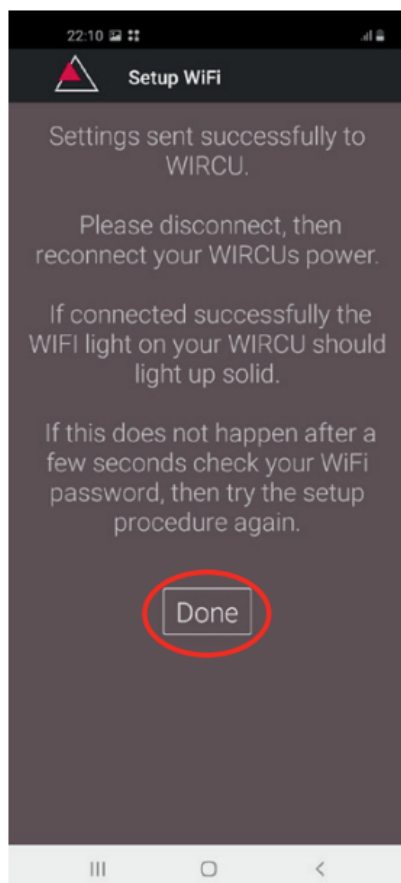 22:10
Setup WiFi
Settings sent successfully to
WIRCU.
Please disconnect, then
reconnect your WIRCUs power.
If connected successfully the
WIFI light on your WIRCU should
light up solid.
If this does not happen after a
few seconds check your WiFi
password, then try the setup
procedure again.
Done